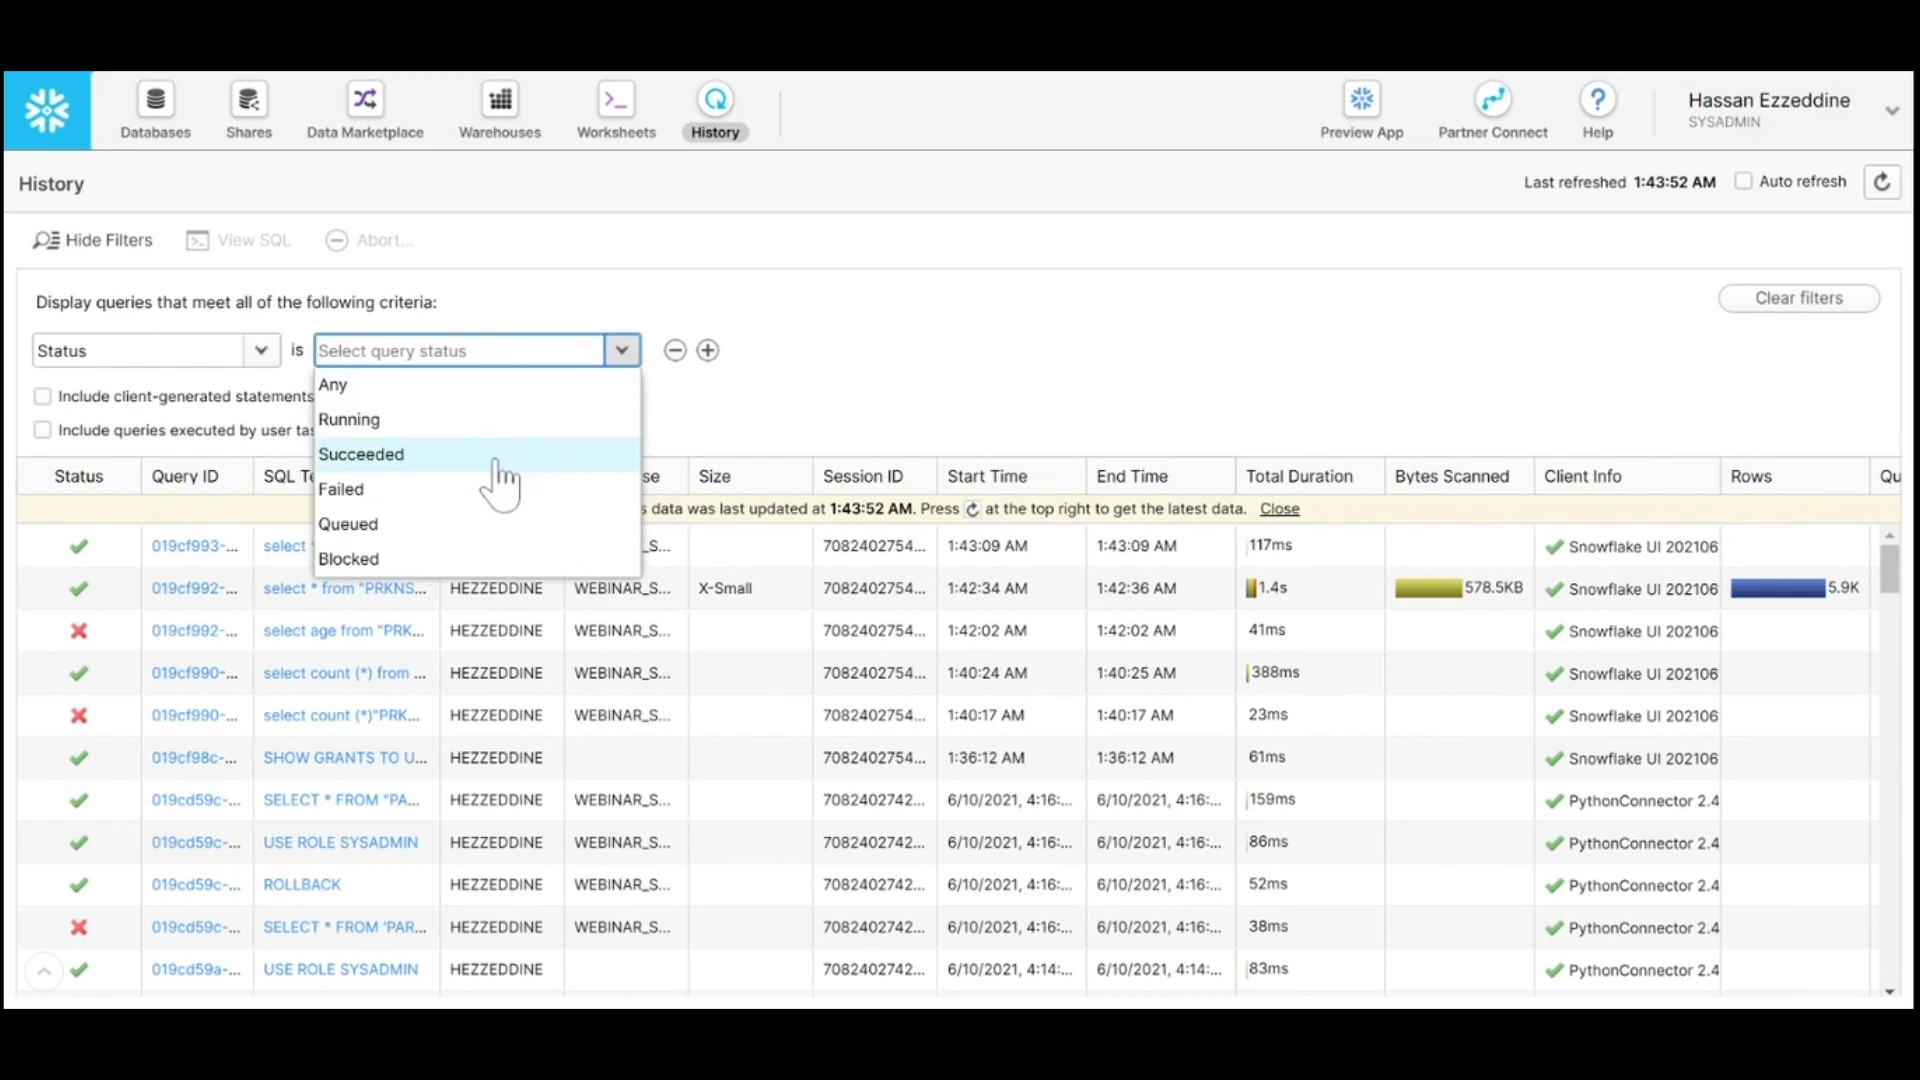 Databases Shares Data Marketplace Warehouses Worksheets History Preview App Partner Connect Help
Hassan Ezzeddine
SYSADMIN
History
Last refreshed 1:43:52 AM Auto refresh
Hide Filters View SQL Abort...
Display queries that meet all of the following criteria:
Clear filters
Status is Select query status
Any
Include client-generated statements
Running
Include queries executed by user tas
Succeeded
Failed
Queued
Blocked
Status Query ID SQL Te se Size Session ID Start Time End Time Total Duration Bytes Scanned Client Info Rows Qu
s data was last updated at 1:43:52 AM. Press at the top right to get the latest data. Close
019cf993-... select _S... 7082402754... 1:43:09 AM 1:43:09 AM 117ms Snowflake UI 202106
019cf992-... select * from "PRKNS... HEZZEDDINE WEBINAR_S... X-Small 7082402754... 1:42:34 AM 1:42:36 AM 1.4s 578.5KB Snowflake UI 202106 5.9K
019cf992-... select age from "PRK... HEZZEDDINE WEBINAR_S... 7082402754... 1:42:02 AM 1:42:02 AM 41ms Snowflake UI 202106
019cf990-... select count (*) from ... HEZZEDDINE WEBINAR_S... 7082402754... 1:40:24 AM 1:40:25 AM 388ms Snowflake UI 202106
019cf990-... select count (*)"PRK... HEZZEDDINE WEBINAR_S... 7082402754... 1:40:17 AM 1:40:17 AM 23ms Snowflake UI 202106
019cf98c-... SHOW GRANTS TO U... HEZZEDDINE 7082402754... 1:36:12 AM 1:36:12 AM 61ms Snowflake UI 202106
019cd59c-... SELECT * FROM "PA... HEZZEDDINE WEBINAR_S... 7082402742... 6/10/2021, 4:16:... 6/10/2021, 4:16:... 159ms PythonConnector 2.4
019cd59c-... USE ROLE SYSADMIN HEZZEDDINE WEBINAR_S... 7082402742... 6/10/2021, 4:16:... 6/10/2021, 4:16:... 86ms PythonConnector 2.4
019cd59c-... ROLLBACK HEZZEDDINE WEBINAR_S... 7082402742... 6/10/2021, 4:16:... 6/10/2021, 4:16:... 52ms PythonConnector 2.4
019cd59c-... SELECT * FROM 'PAR... HEZZEDDINE WEBINAR_S... 7082402742... 6/10/2021, 4:16:... 6/10/2021, 4:16:... 38ms PythonConnector 2.4
019cd59a-... USE ROLE SYSADMIN HEZZEDDINE 7082402742... 6/10/2021, 4:14:... 6/10/2021, 4:14:... 83ms PythonConnector 2.4